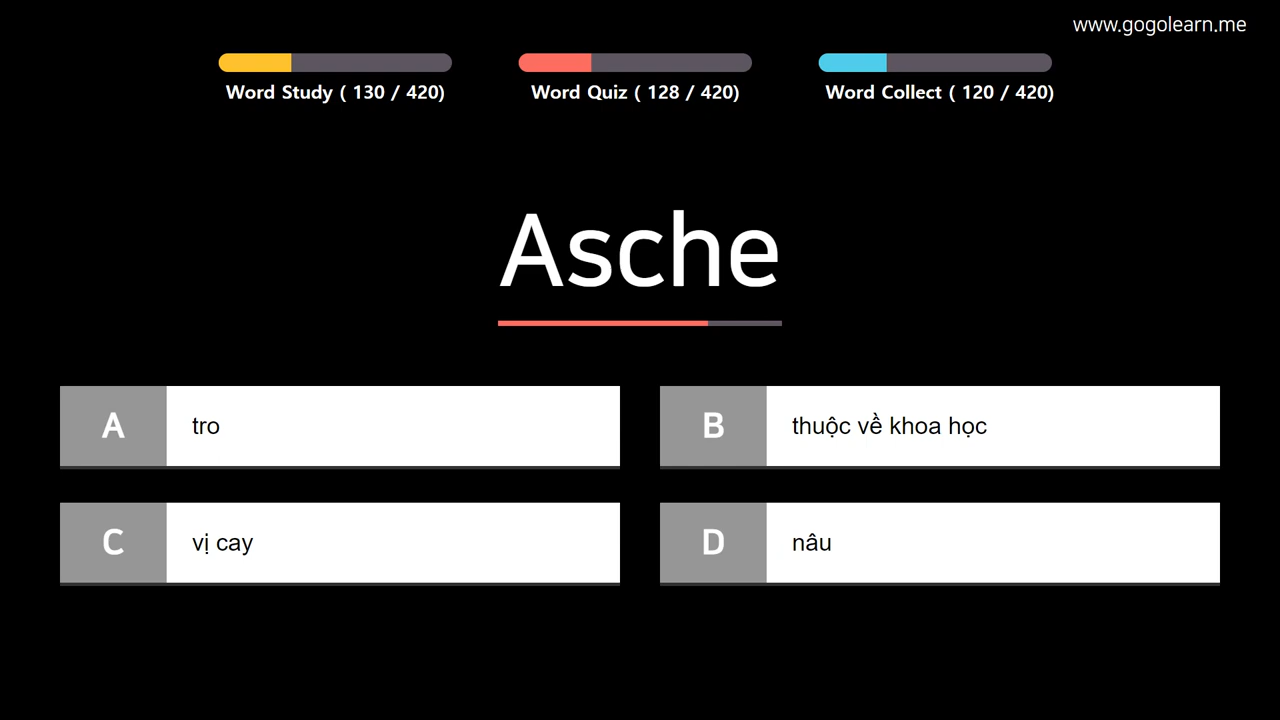 www.gogolearn.me
Word Study ( 130 / 420)
Word Quiz ( 128 / 420)
Word Collect ( 120 / 420)
Asche
A
tro
B
thuộc về khoa học
C
vị cay
D
nâu